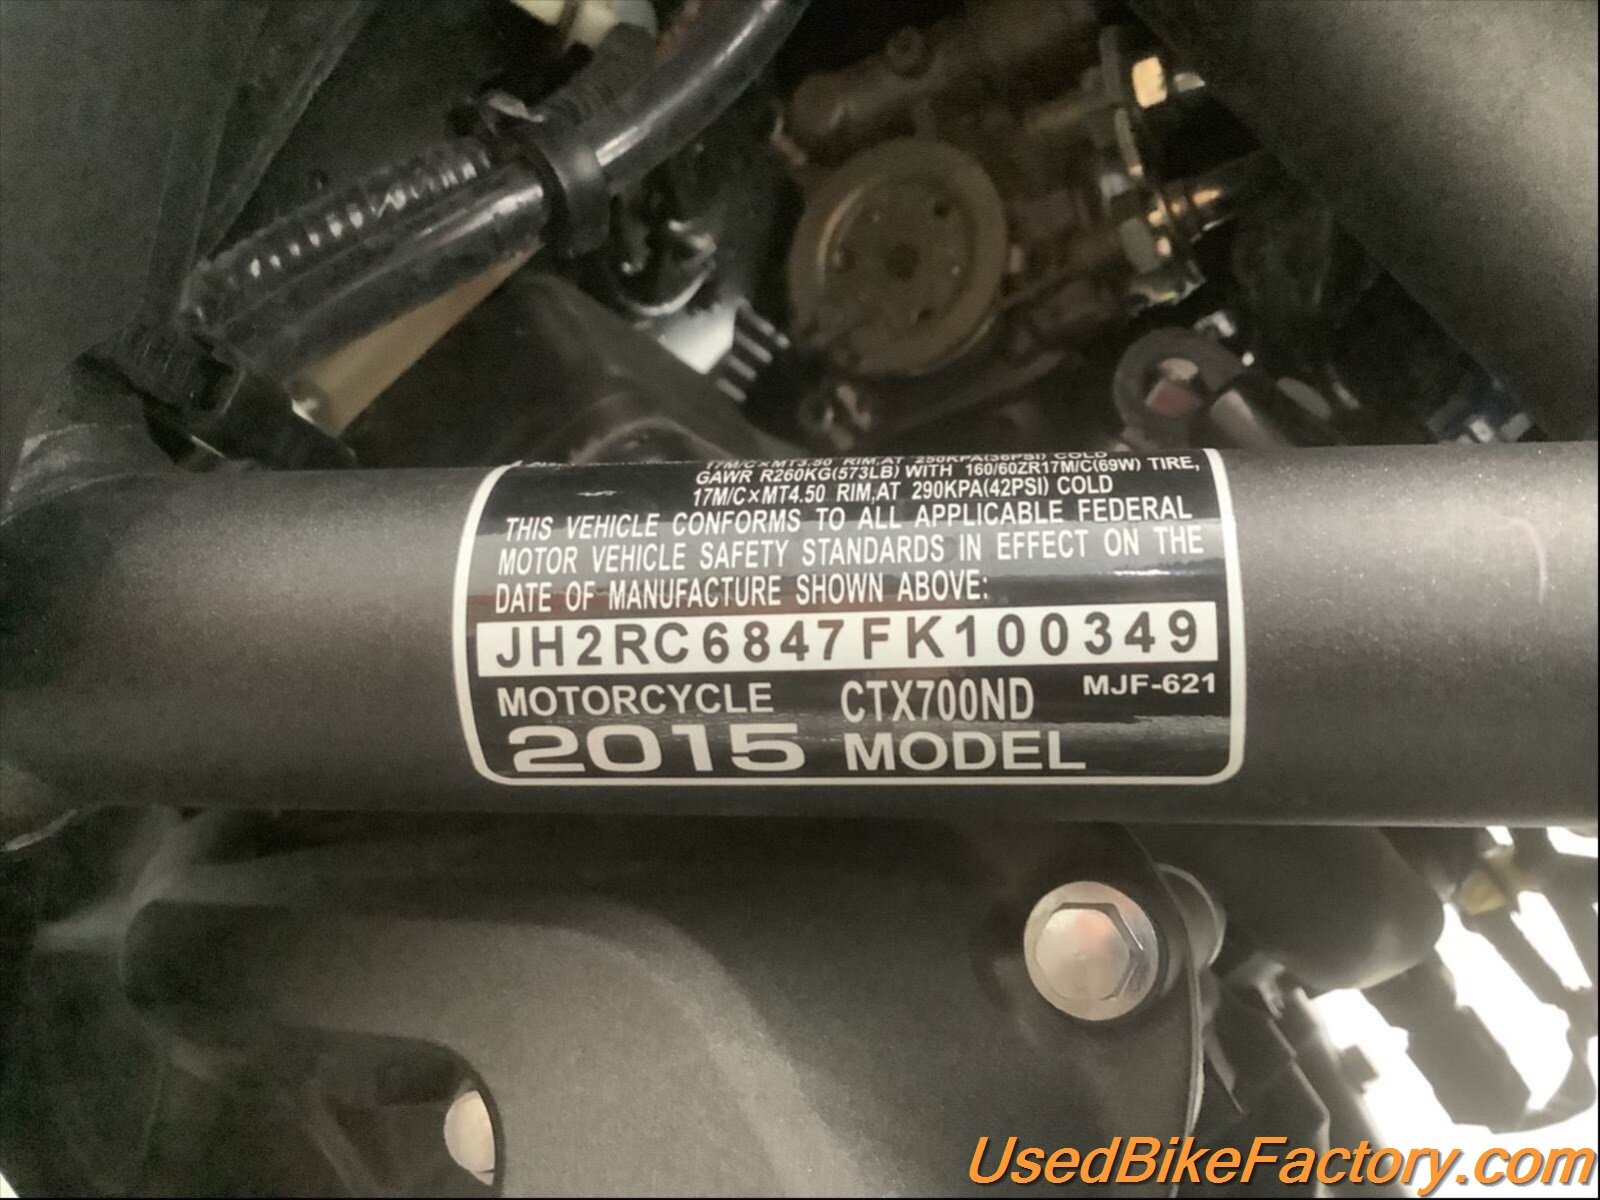 17M/C×MT3.50 RIM,AT 250KPA(36PSI) COLD
GAWR R260KG(573LB) WITH 160/60ZR17M/C(69W) TIRE,
17M/C×MT4.50 RIM,AT 290KPA(42PSI) COLD
THIS VEHICLE CONFORMS TO ALL APPLICABLE FEDERAL
MOTOR VEHICLE SAFETY STANDARDS IN EFFECT ON THE
DATE OF MANUFACTURE SHOWN ABOVE:
JH2RC6847FK100349
MOTORCYCLE CTX700ND MJF-621
2015 MODEL
UsedBikeFactory.com